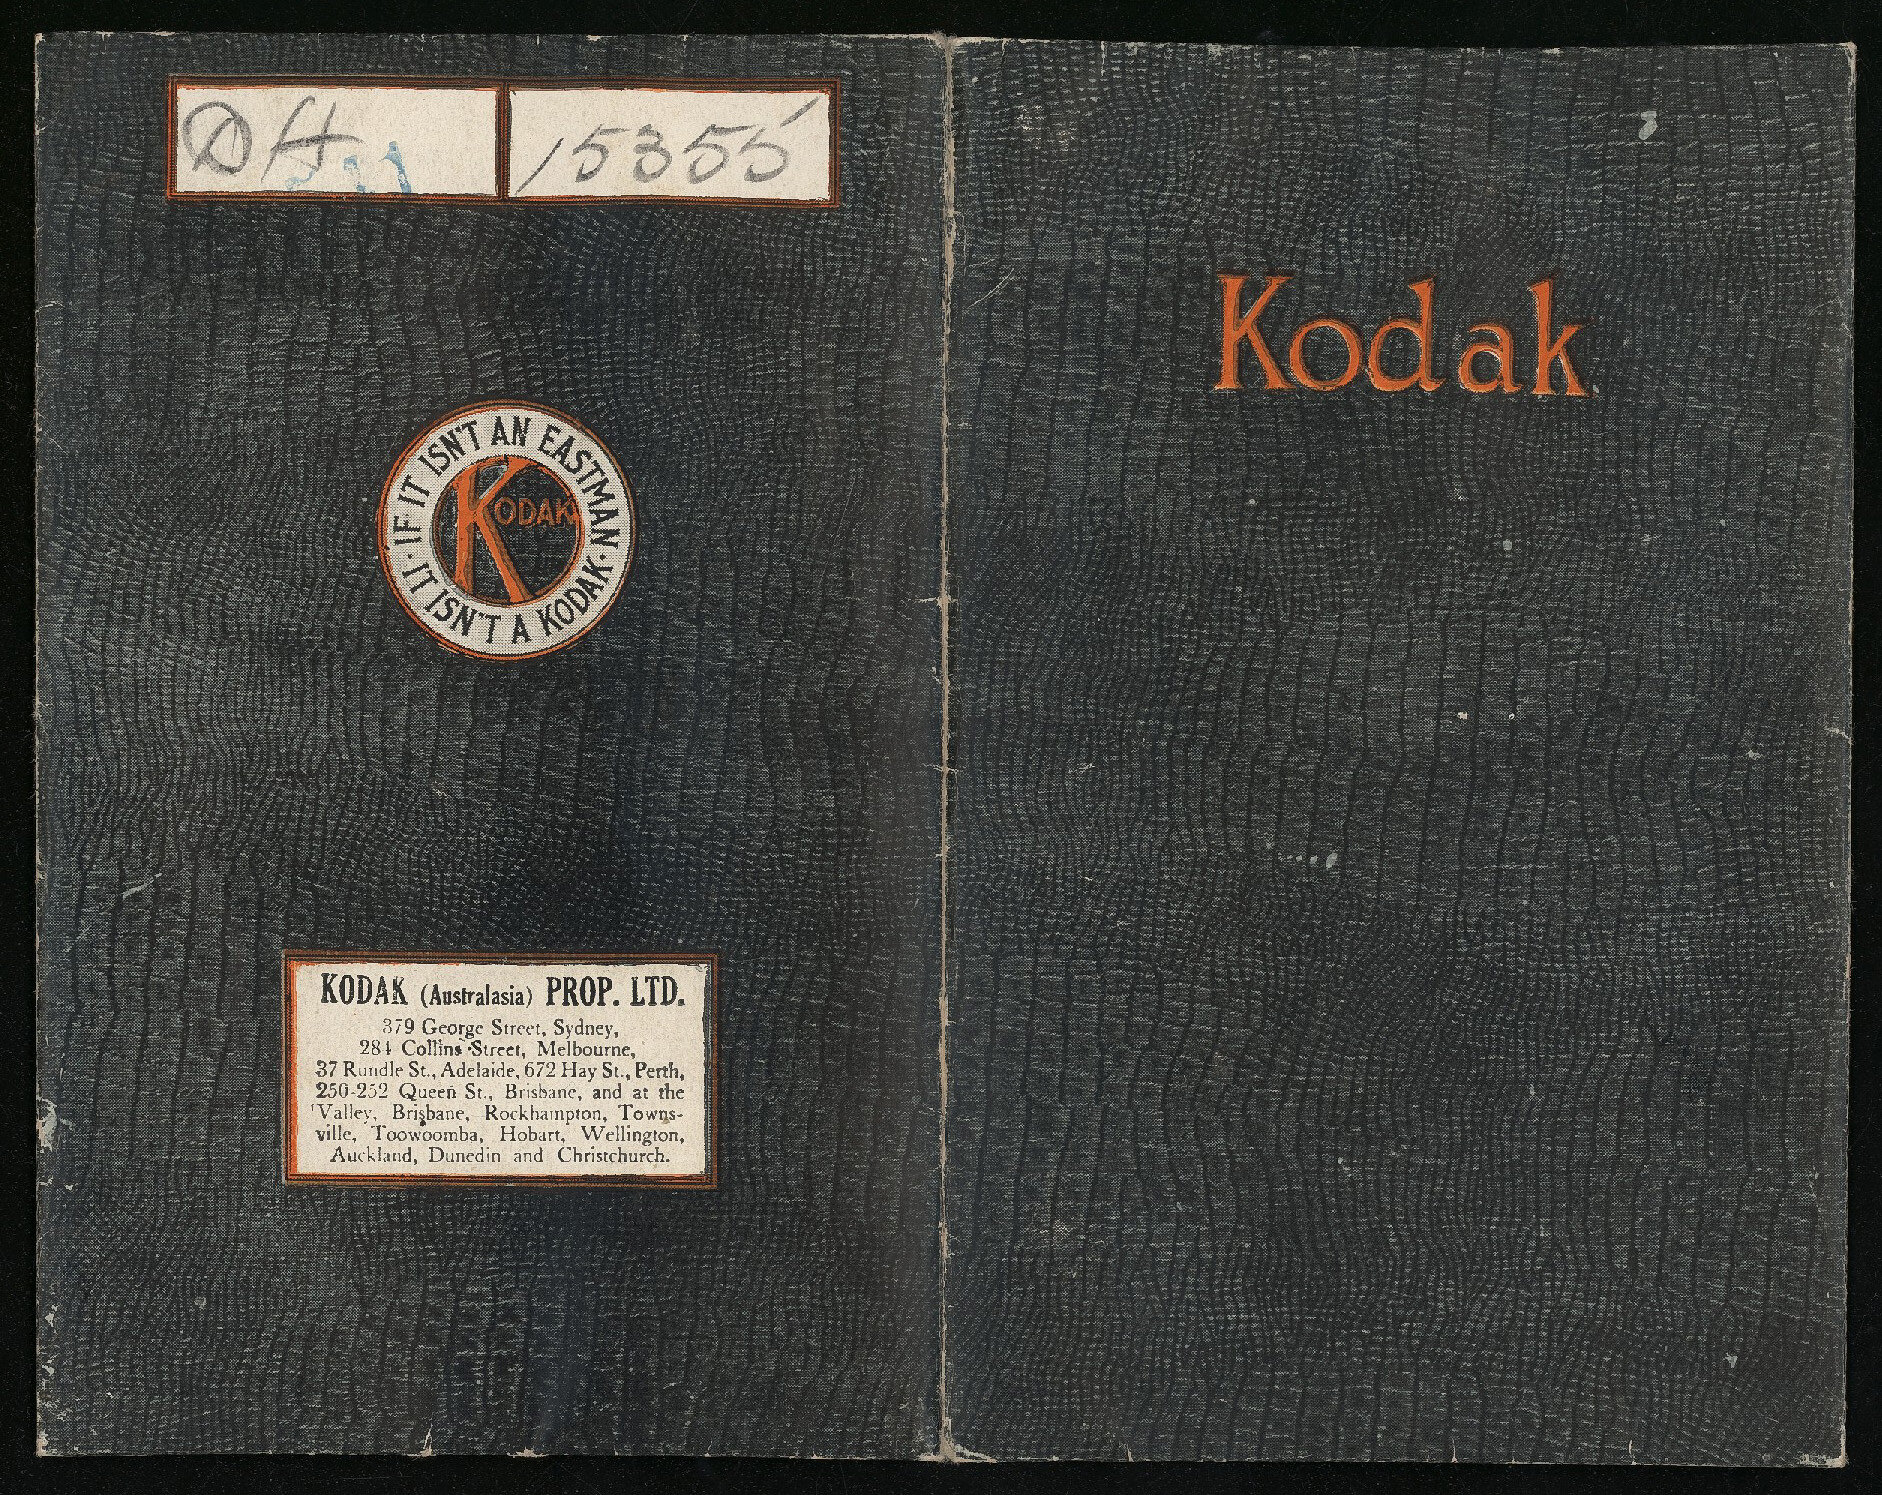 DH
15355
IF IT ISN'T AN EASTMAN · IT ISN'T A KODAK ·
KODAK
KODAK (Australasia) PROP. LTD.
379 George Street, Sydney,
284 Collins Street, Melbourne,
37 Rundle St., Adelaide, 672 Hay St., Perth,
250-252 Queen St., Brisbane, and at the
Valley, Brisbane, Rockhampton, Towns-
ville, Toowoomba, Hobart, Wellington,
Auckland, Dunedin and Christchurch.
Kodak